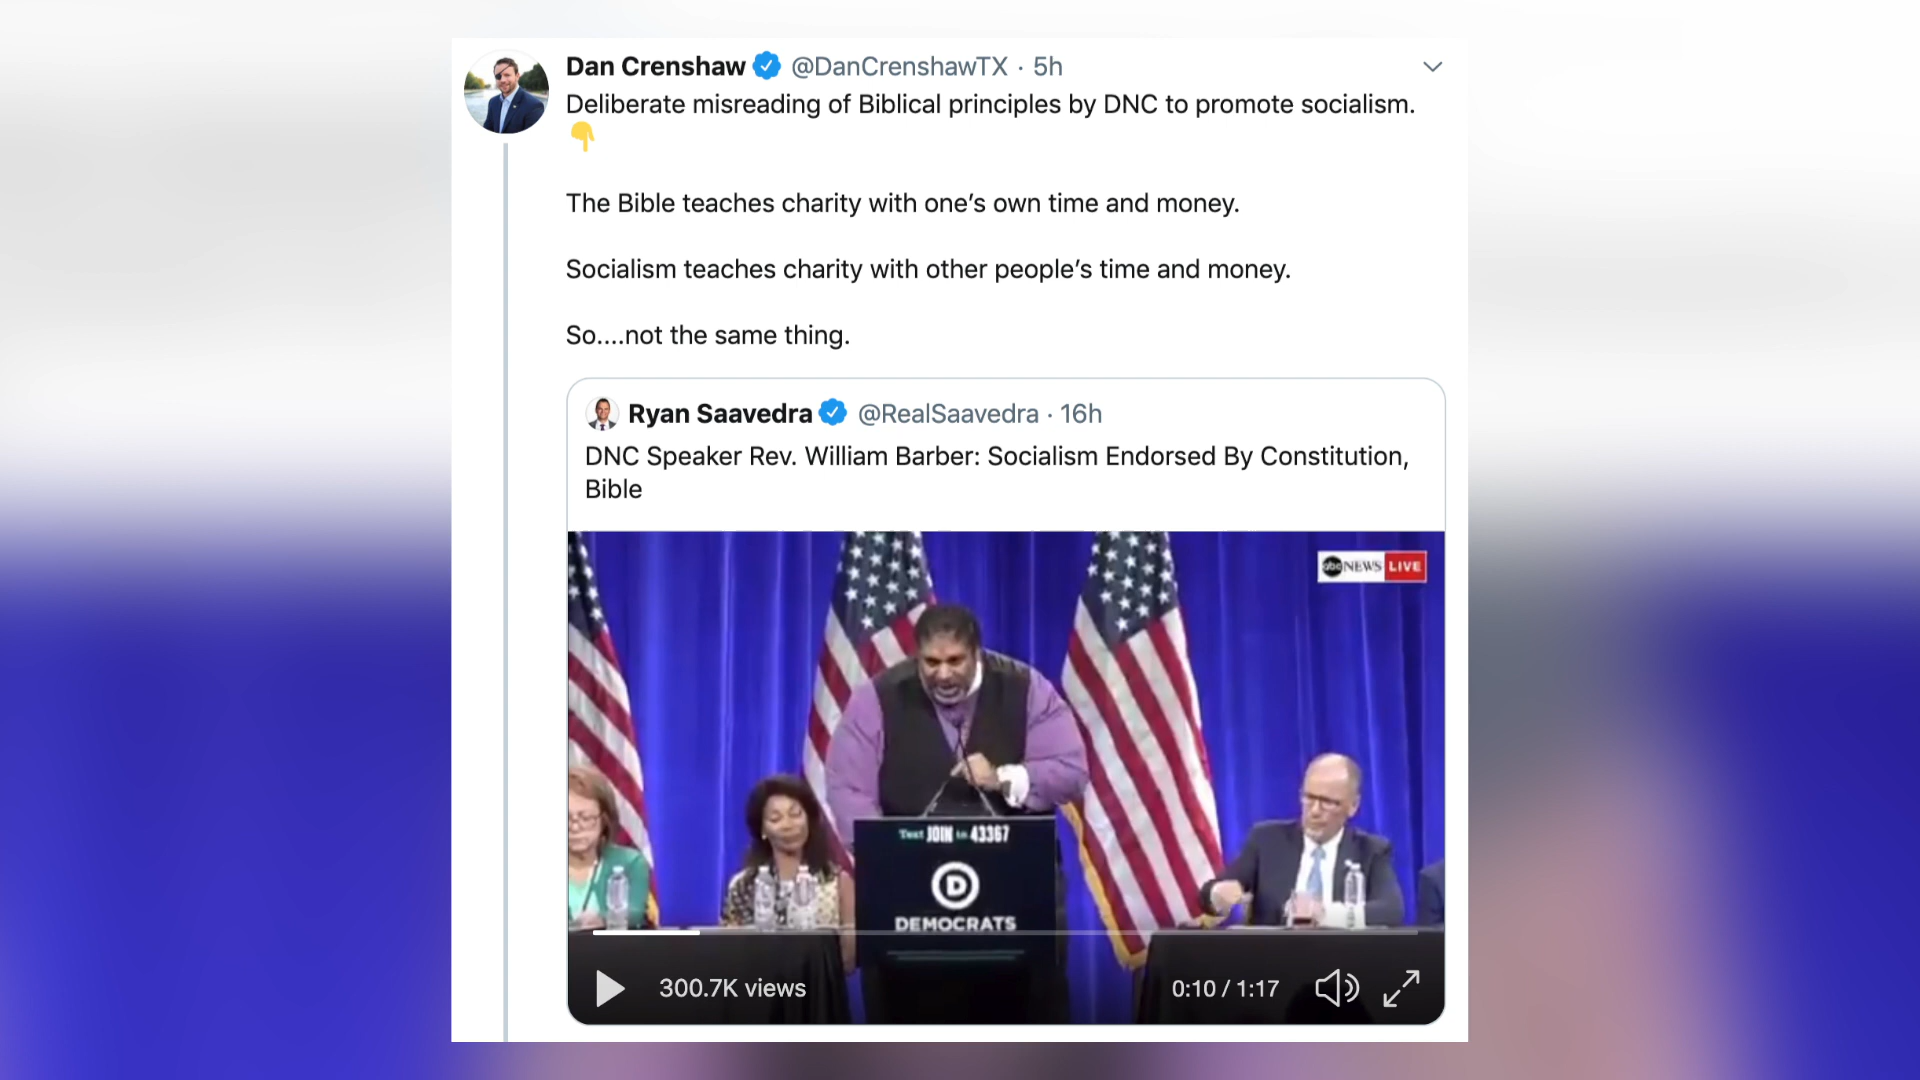 Dan Crenshaw @DanCrenshawTX · 5h
Deliberate misreading of Biblical principles by DNC to promote socialism.
👇
The Bible teaches charity with one’s own time and money.
Socialism teaches charity with other people’s time and money.
So....not the same thing.
Ryan Saavedra @RealSaavedra · 16h
DNC Speaker Rev. William Barber: Socialism Endorsed By Constitution,
Bible
abc NEWS LIVE
Text JOIN to 43367
D
DEMOCRATS
300.7K views
0:10 / 1:17